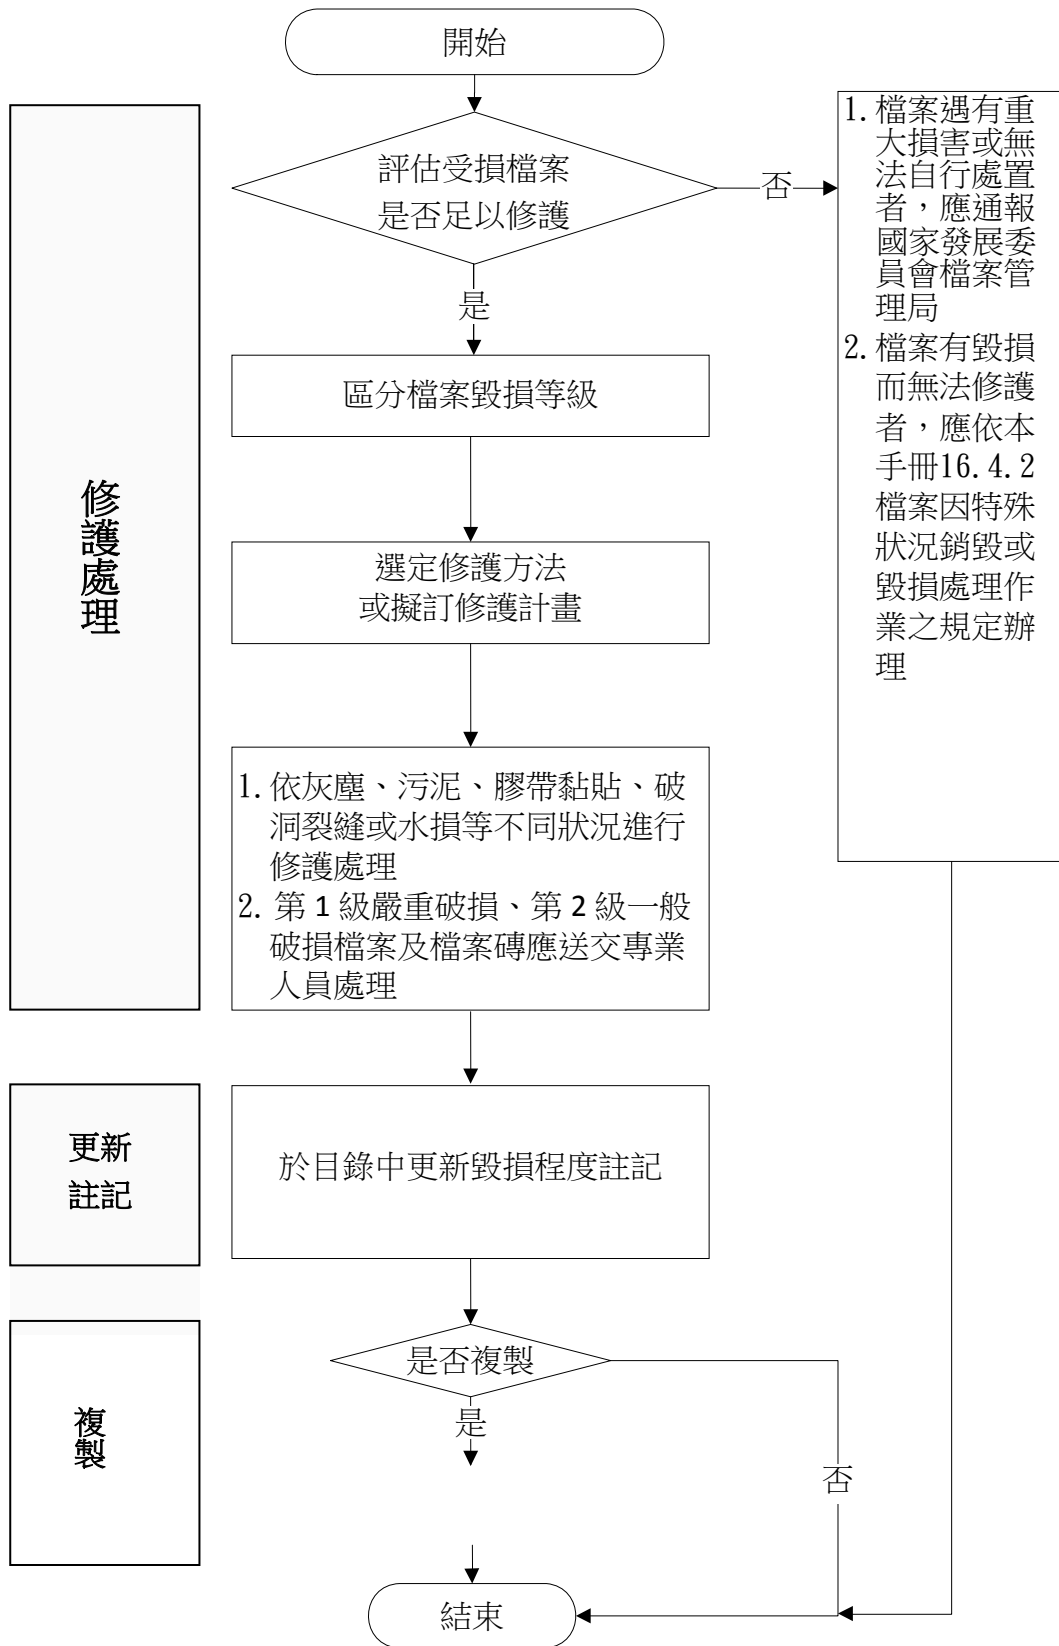 開始
評估受損檔案
是否足以修護
否
1. 檔案遇有重
大損害或無
法自行處置
者，應通報
國家發展委
員會檔案管
理局
2. 檔案有毀損
而無法修護
者，應依本
手冊16.4.2
檔案因特殊
狀況銷毀或
毀損處理作
業之規定辦
理
是
修護處理
區分檔案毀損等級
選定修護方法
或擬訂修護計畫
1. 依灰塵、污泥、膠帶黏貼、破
洞裂縫或水損等不同狀況進行
修護處理
2. 第 1 級嚴重破損、第 2 級一般
破損檔案及檔案磚應送交專業
人員處理
更新
註記
於目錄中更新毀損程度註記
複製
是否複製
是
否
結束